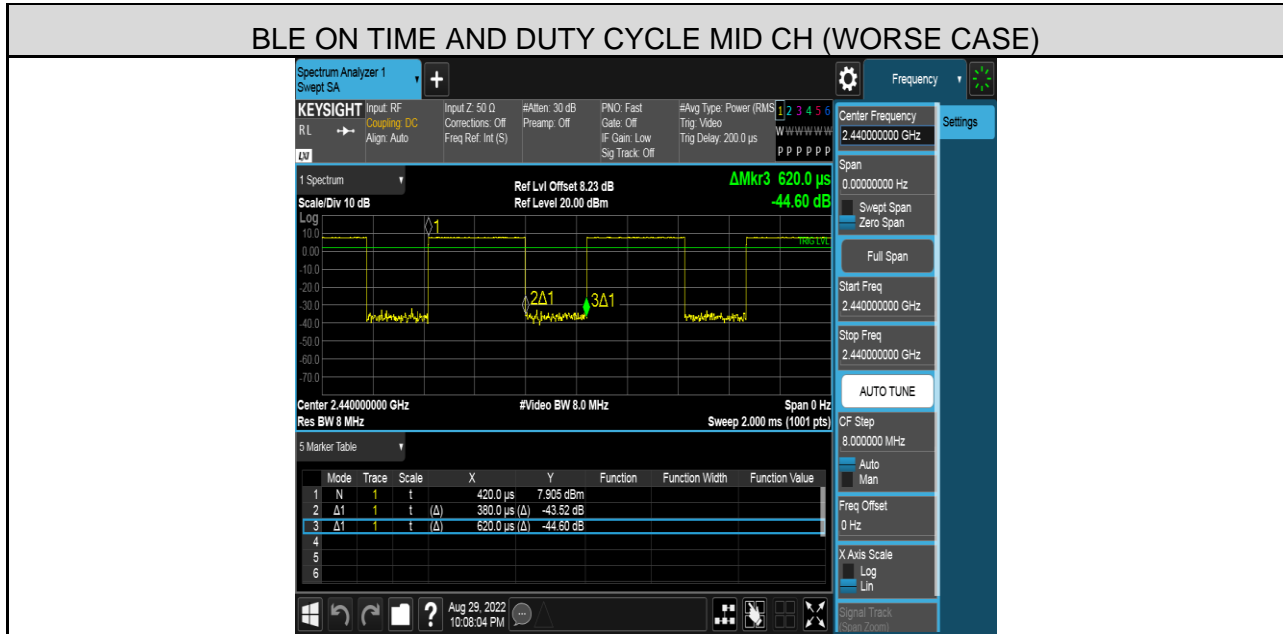 BLE ON TIME AND DUTY CYCLE MID CH (WORSE CASE)
Spectrum Analyzer 1
Swept SA
+
Frequency
KEYSIGHT
RL
LXI
Input: RF
Coupling: DC
Align: Auto
Input Z: 50 Ω
Corrections: Off
Freq Ref: Int (S)
#Atten: 30 dB
Preamp: Off
PNO: Fast
Gate: Off
IF Gain: Low
Sig Track: Off
#Avg Type: Power (RMS
Trig: Video
Trig Delay: 200.0 µs
1 2 3 4 5 6
W W W W W W
P P P P P P
1 Spectrum
Scale/Div 10 dB
Ref Lvl Offset 8.23 dB
Ref Level 20.00 dBm
ΔMkr3 620.0 µs
-44.60 dB
Log
10.0
0.00
-10.0
-20.0
-30.0
-40.0
-50.0
-60.0
-70.0
1
TRIG LVL
2Δ1
3Δ1
Center 2.440000000 GHz
Res BW 8 MHz
#Video BW 8.0 MHz
Span 0 Hz
Sweep 2.000 ms (1001 pts)
5 Marker Table
Mode Trace Scale X Y Function Function Width Function Value
1 N 1 t 420.0 µs 7.905 dBm
2 Δ1 1 t (Δ) 380.0 µs (Δ) -43.52 dB
3 Δ1 1 t (Δ) 620.0 µs (Δ) -44.60 dB
4
5
6
Center Frequency
2.440000000 GHz
Settings
Span
0.00000000 Hz
Swept Span
Zero Span
Full Span
Start Freq
2.440000000 GHz
Stop Freq
2.440000000 GHz
AUTO TUNE
CF Step
8.000000 MHz
Auto
Man
Freq Offset
0 Hz
X Axis Scale
Log
Lin
Signal Track
(Span Zoom)
?
Aug 29, 2022
10:08:04 PM